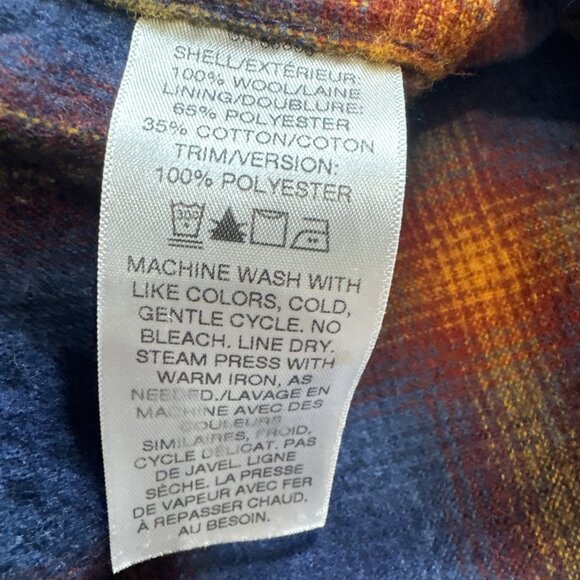 SHELL/EXTÉRIEUR:
100% WOOL/LAINE
LINING/DOUBLURE:
65% POLYESTER
35% COTTON/COTON
TRIM/VERSION:
100% POLYESTER
MACHINE WASH WITH
LIKE COLORS, COLD,
GENTLE CYCLE. NO
BLEACH. LINE DRY.
STEAM PRESS WITH
WARM IRON, AS
NEEDED./LAVAGE EN
MACHINE AVEC DES
COULEURS
SIMILAIRES, FROID,
CYCLE DÉLICAT. PAS
DE JAVEL. LIGNE
SÈCHE. LA PRESSE
DE VAPEUR AVEC FER
À REPASSER CHAUD.
AU BESOIN.